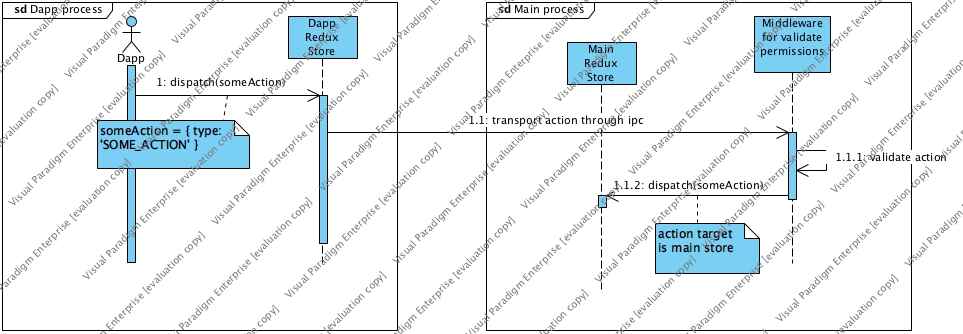 sd Dapp process
sd Main process
Dapp
Redux
Store
Middleware
for validate
permissions
Main
Redux
Store
Dapp
1: dispatch(someAction)
1.1: transport action through ipc
someAction = { type:
'SOME_ACTION' }
1.1.1: validate action
1.1.2: dispatch(someAction)
action target
is main store
Visual Paradigm Enterprise [evaluation copy]